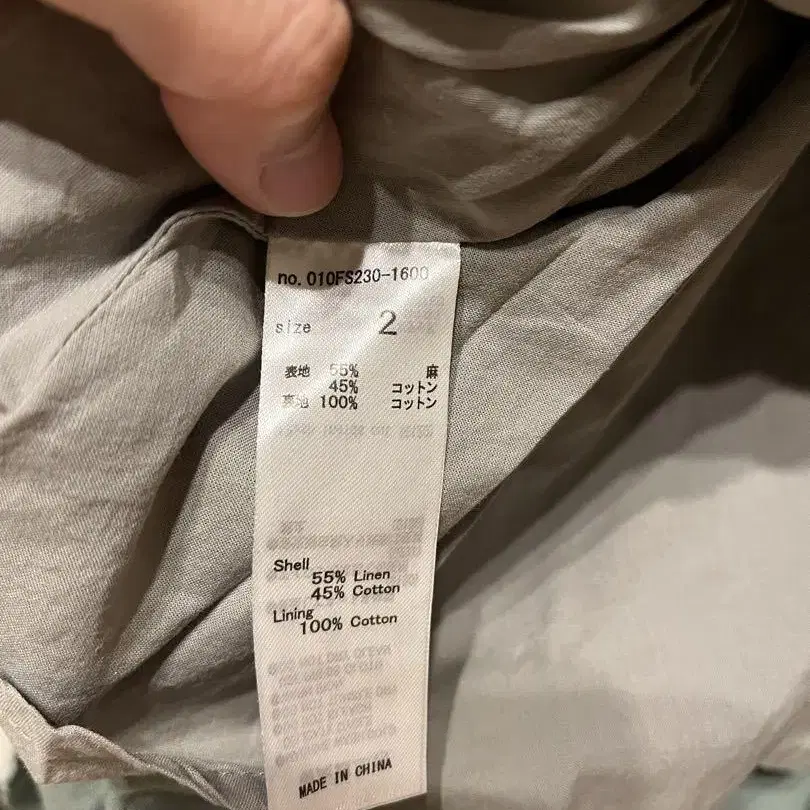 no. 010FS230-1600
size 2
表地 55% 麻
45% コットン
裏地 100% コットン
Shell
55% Linen
45% Cotton
Lining
100% Cotton
MADE IN CHINA